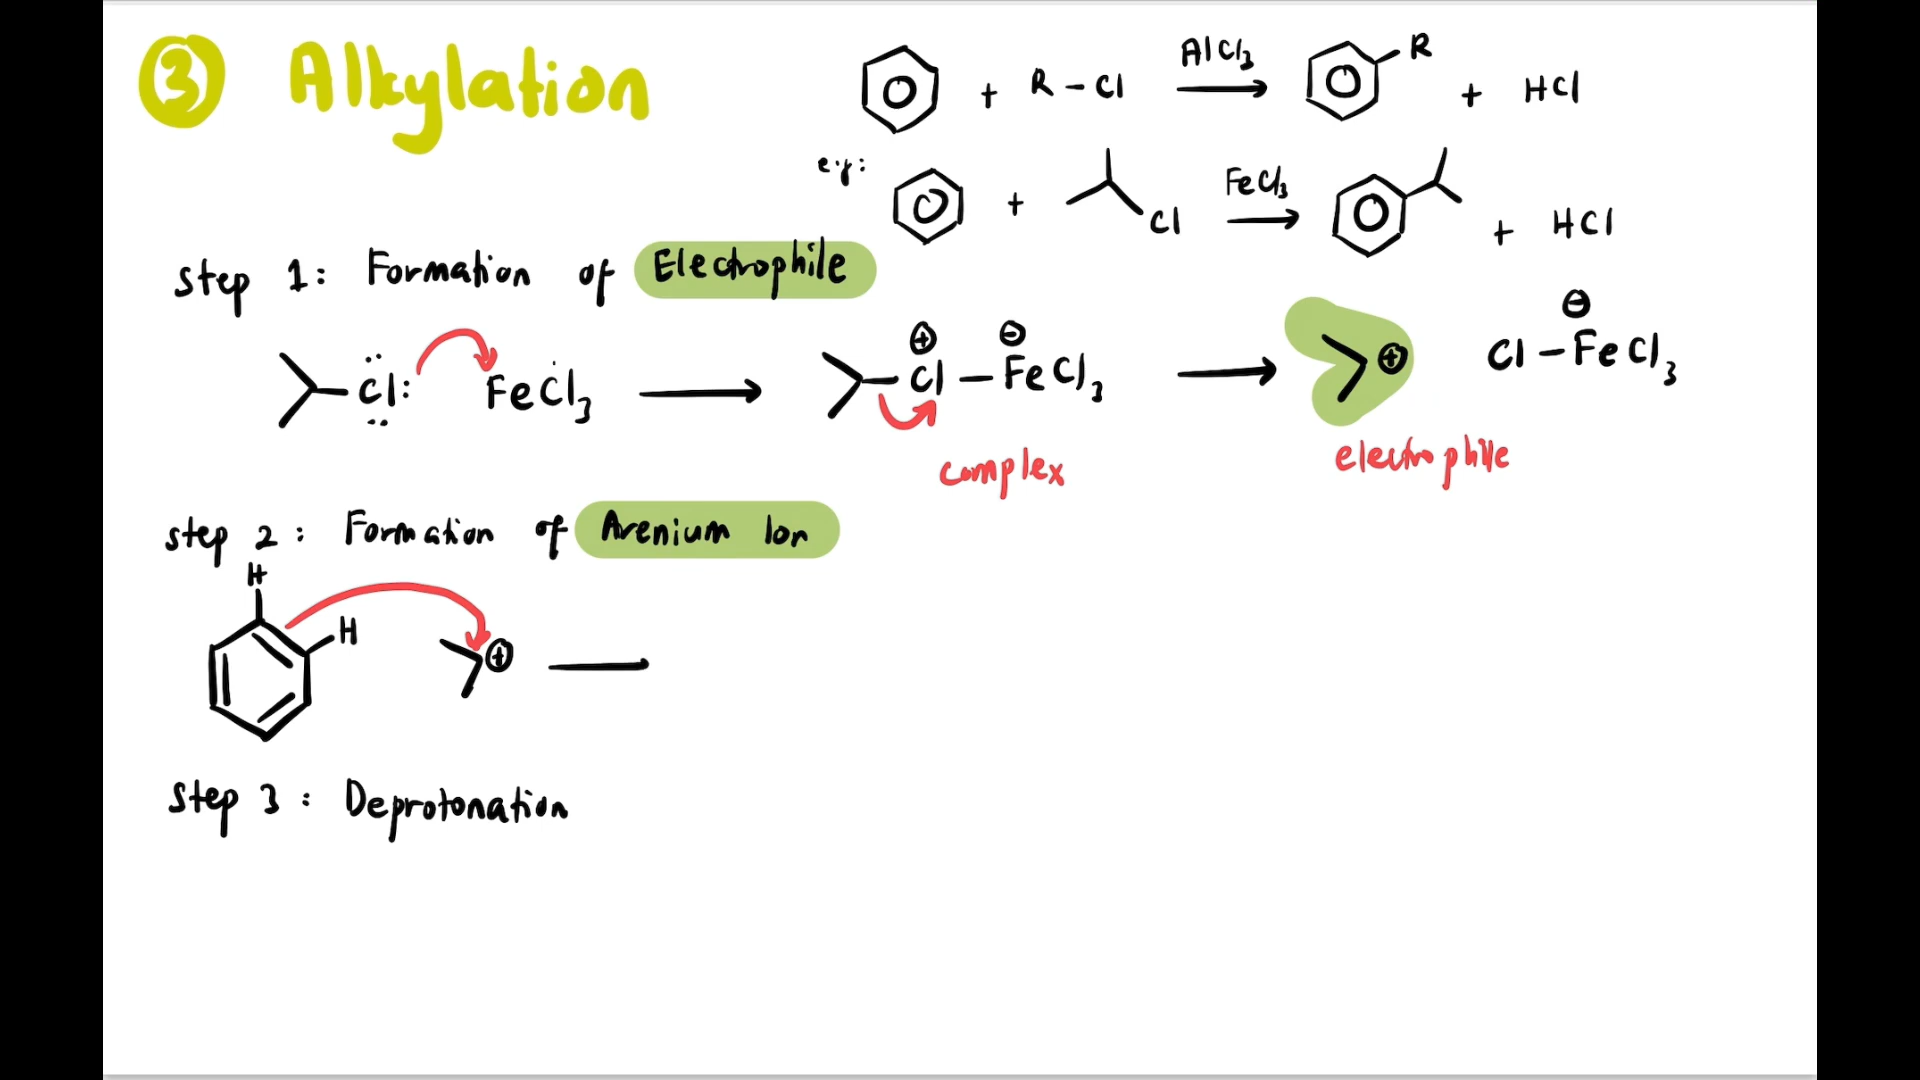 ③ Alkylation
+ R - Cl AlCl3 R + HCl
e.g:
+ Cl FeCl3 + HCl
Step 1: Formation of Electrophile
Cl: FeCl3 ⊕ Cl - ⊖ FeCl3 ⊕ Cl - ⊖ FeCl3
complex electrophile
Step 2: Formation of Arenium Ion
H
H ⊕
Step 3: Deprotonation